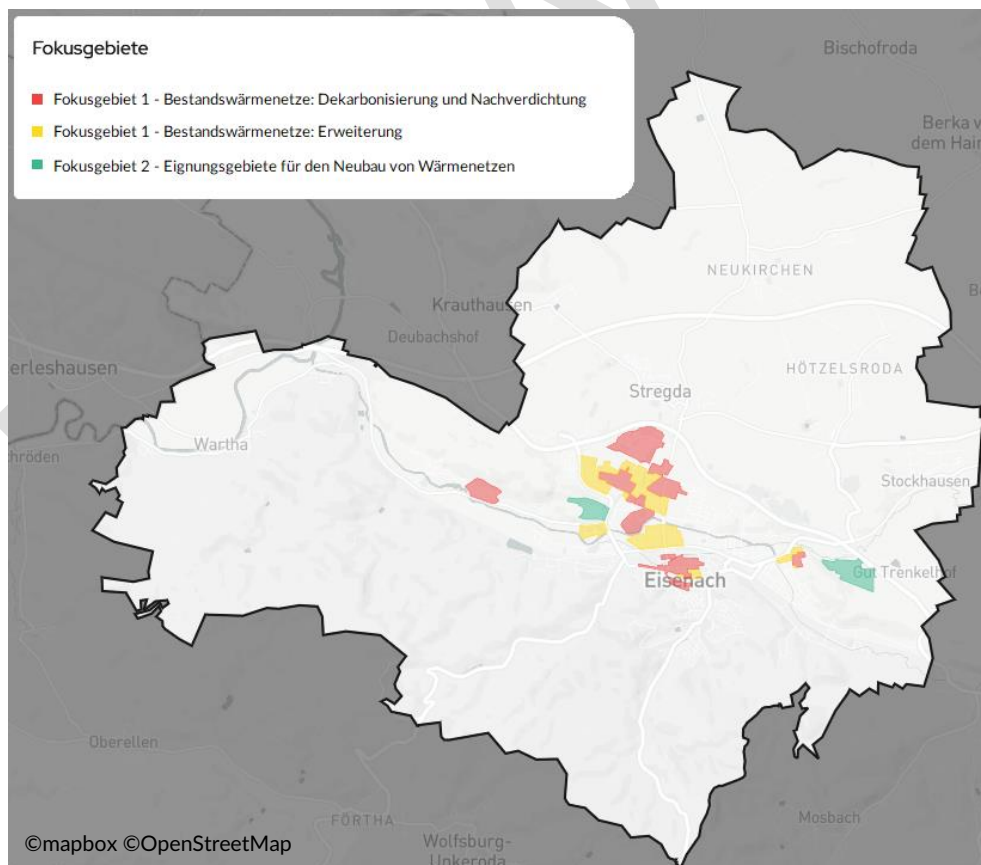 Fokusgebiete
Fokusgebiet 1 - Bestandswärmenetze: Dekarbonisierung und Nachverdichtung
Fokusgebiet 1 - Bestandswärmenetze: Erweiterung
Fokusgebiet 2 - Eignungsgebiete für den Neubau von Wärmenetzen
Bischofroda
Berka v
dem Hain
NEUKIRCHEN
Krauthausen
Deubachshof
erleshausen
HÖTZELSRODA
Stregda
Wartha
hröden
Stockhausen
Gut Trenkelhof
Eisenach
Oberellen
FÖRTHA
Mosbach
Wolfsburg-
Unkeroda
©mapbox ©OpenStreetMap